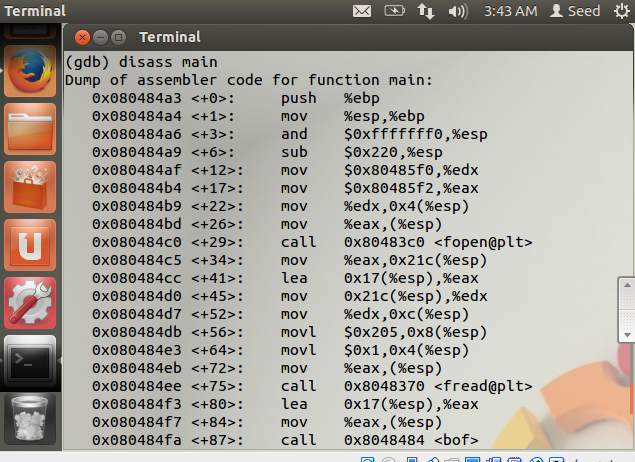 Terminal 3:43 AM Seed
Terminal
(gdb) disass main
Dump of assembler code for function main:
0x080484a3 <+0>: push %ebp
0x080484a4 <+1>: mov %esp,%ebp
0x080484a6 <+3>: and $0xfffffff0,%esp
0x080484a9 <+6>: sub $0x220,%esp
0x080484af <+12>: mov $0x80485f0,%edx
0x080484b4 <+17>: mov $0x80485f2,%eax
0x080484b9 <+22>: mov %edx,0x4(%esp)
0x080484bd <+26>: mov %eax,(%esp)
0x080484c0 <+29>: call 0x80483c0 <fopen@plt>
0x080484c5 <+34>: mov %eax,0x21c(%esp)
0x080484cc <+41>: lea 0x17(%esp),%eax
0x080484d0 <+45>: mov 0x21c(%esp),%edx
0x080484d7 <+52>: mov %edx,0xc(%esp)
0x080484db <+56>: movl $0x205,0x8(%esp)
0x080484e3 <+64>: movl $0x1,0x4(%esp)
0x080484eb <+72>: mov %eax,(%esp)
0x080484ee <+75>: call 0x8048370 <fread@plt>
0x080484f3 <+80>: lea 0x17(%esp),%eax
0x080484f7 <+84>: mov %eax,(%esp)
0x080484fa <+87>: call 0x8048484 <bof>